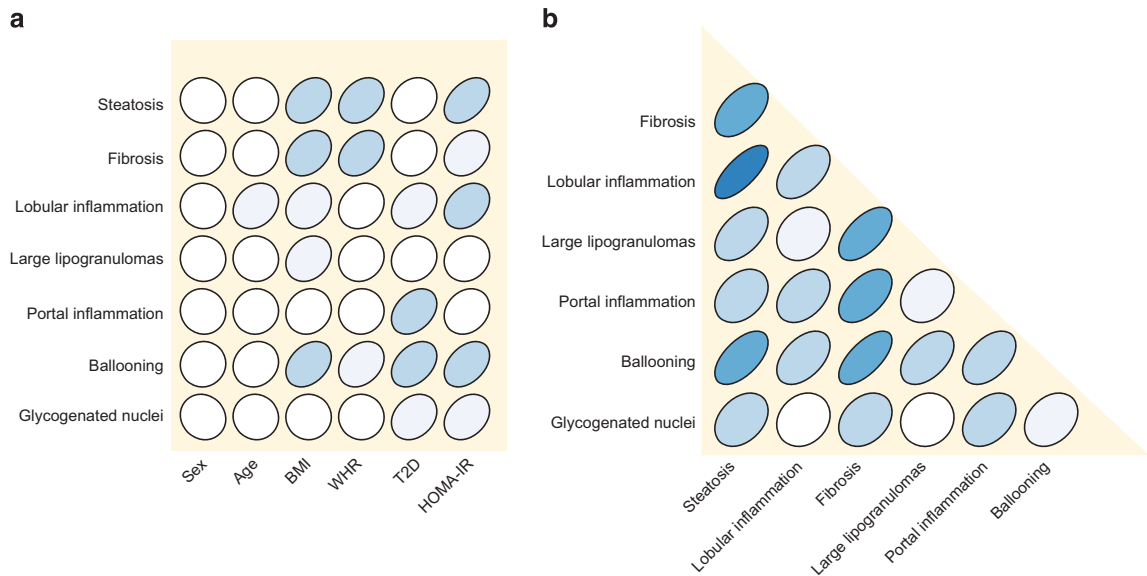 a
Steatosis
Fibrosis
Lobular inflammation
Large lipogranulomas
Portal inflammation
Ballooning
Glycogenated nuclei
Sex
Age
BMI
WHR
T2D
HOMA-IR
b
Fibrosis
Lobular inflammation
Large lipogranulomas
Portal inflammation
Ballooning
Glycogenated nuclei
Steatosis
Lobular inflammation
Fibrosis
Large lipogranulomas
Portal inflammation
Ballooning